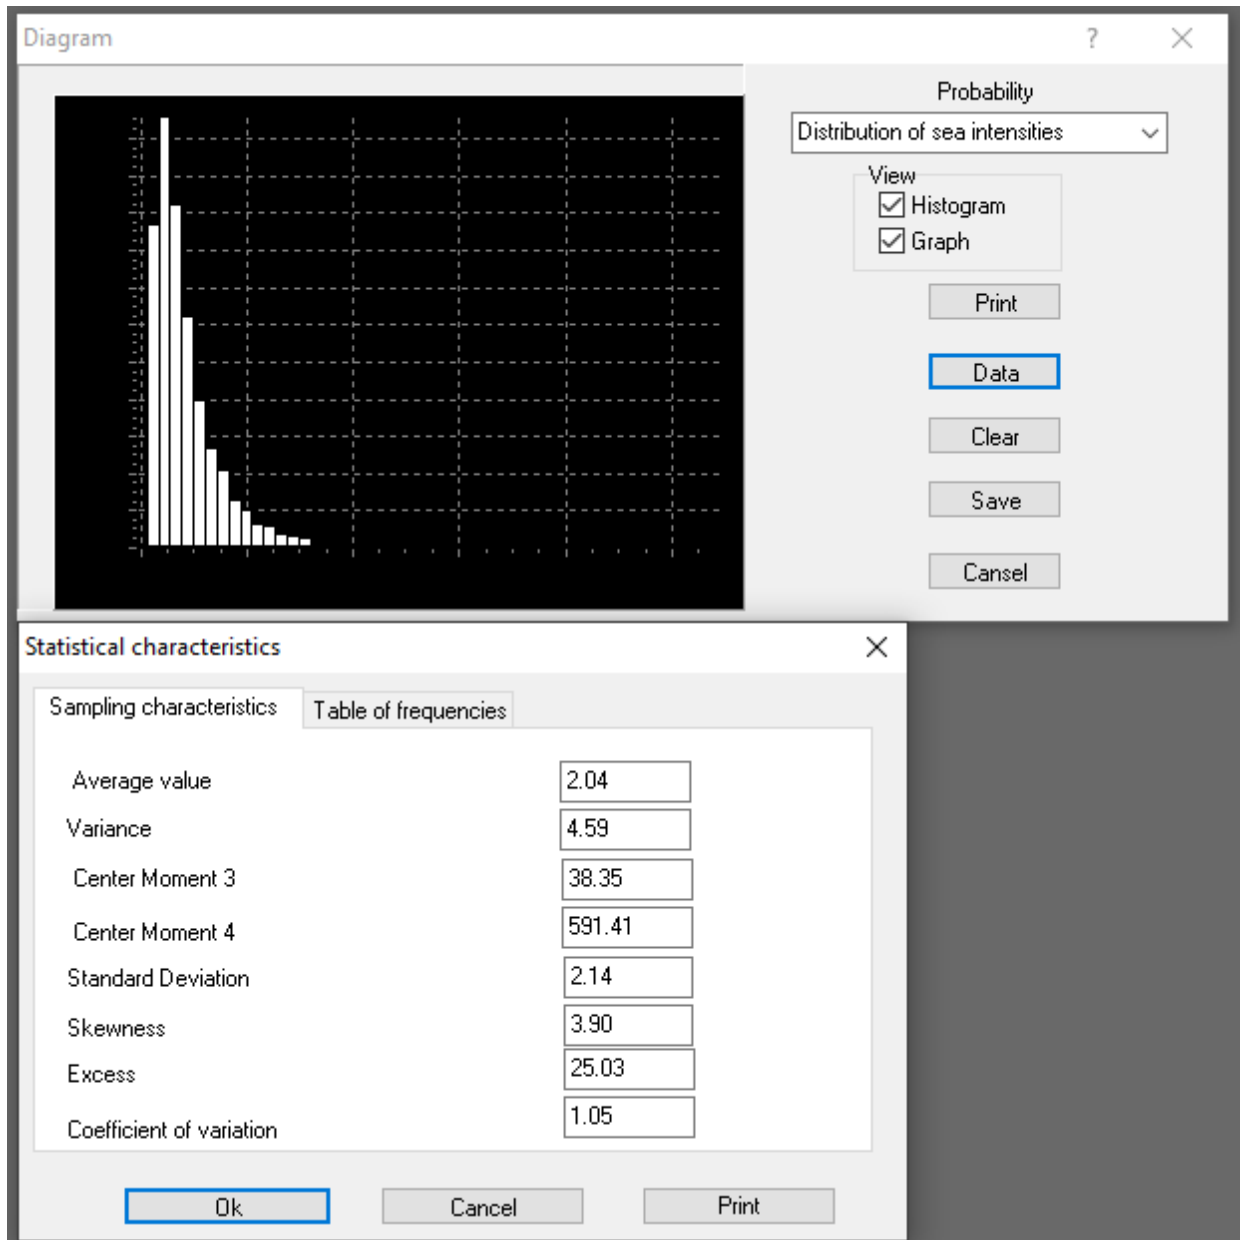 Diagram
?
Probability
Distribution of sea intensities
View
Histogram
Graph
Print
Data
Clear
Save
Cansel
Statistical characteristics
Sampling characteristics
Table of frequencies
Average value 2.04
Variance 4.59
Center Moment 3 38.35
Center Moment 4 591.41
Standard Deviation 2.14
Skewness 3.90
Excess 25.03
Coefficient of variation 1.05
Ok Cancel Print